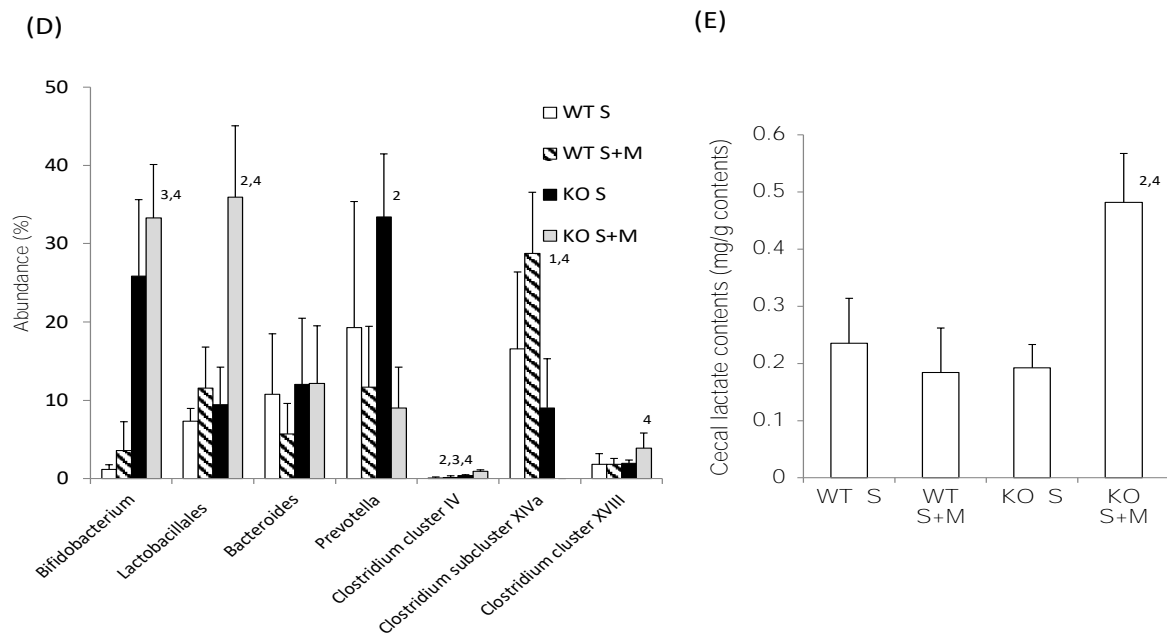 (D)
50
40
30
20
10
0
Abundance (%)
WT S
WT S+M
KO S
KO S+M
3,4
2,4
2
2,3,4
1,4
4
Bifidobacterium
Lactobacillales
Bacteroides
Prevotella
Clostridium cluster IV
Clostridium subcluster XIVa
Clostridium cluster XVIII
(E)
0.6
0.5
0.4
0.3
0.2
0.1
0
Cecal lactate contents (mg/g contents)
2,4
WT S
WT
S+M
KO S
KO
S+M